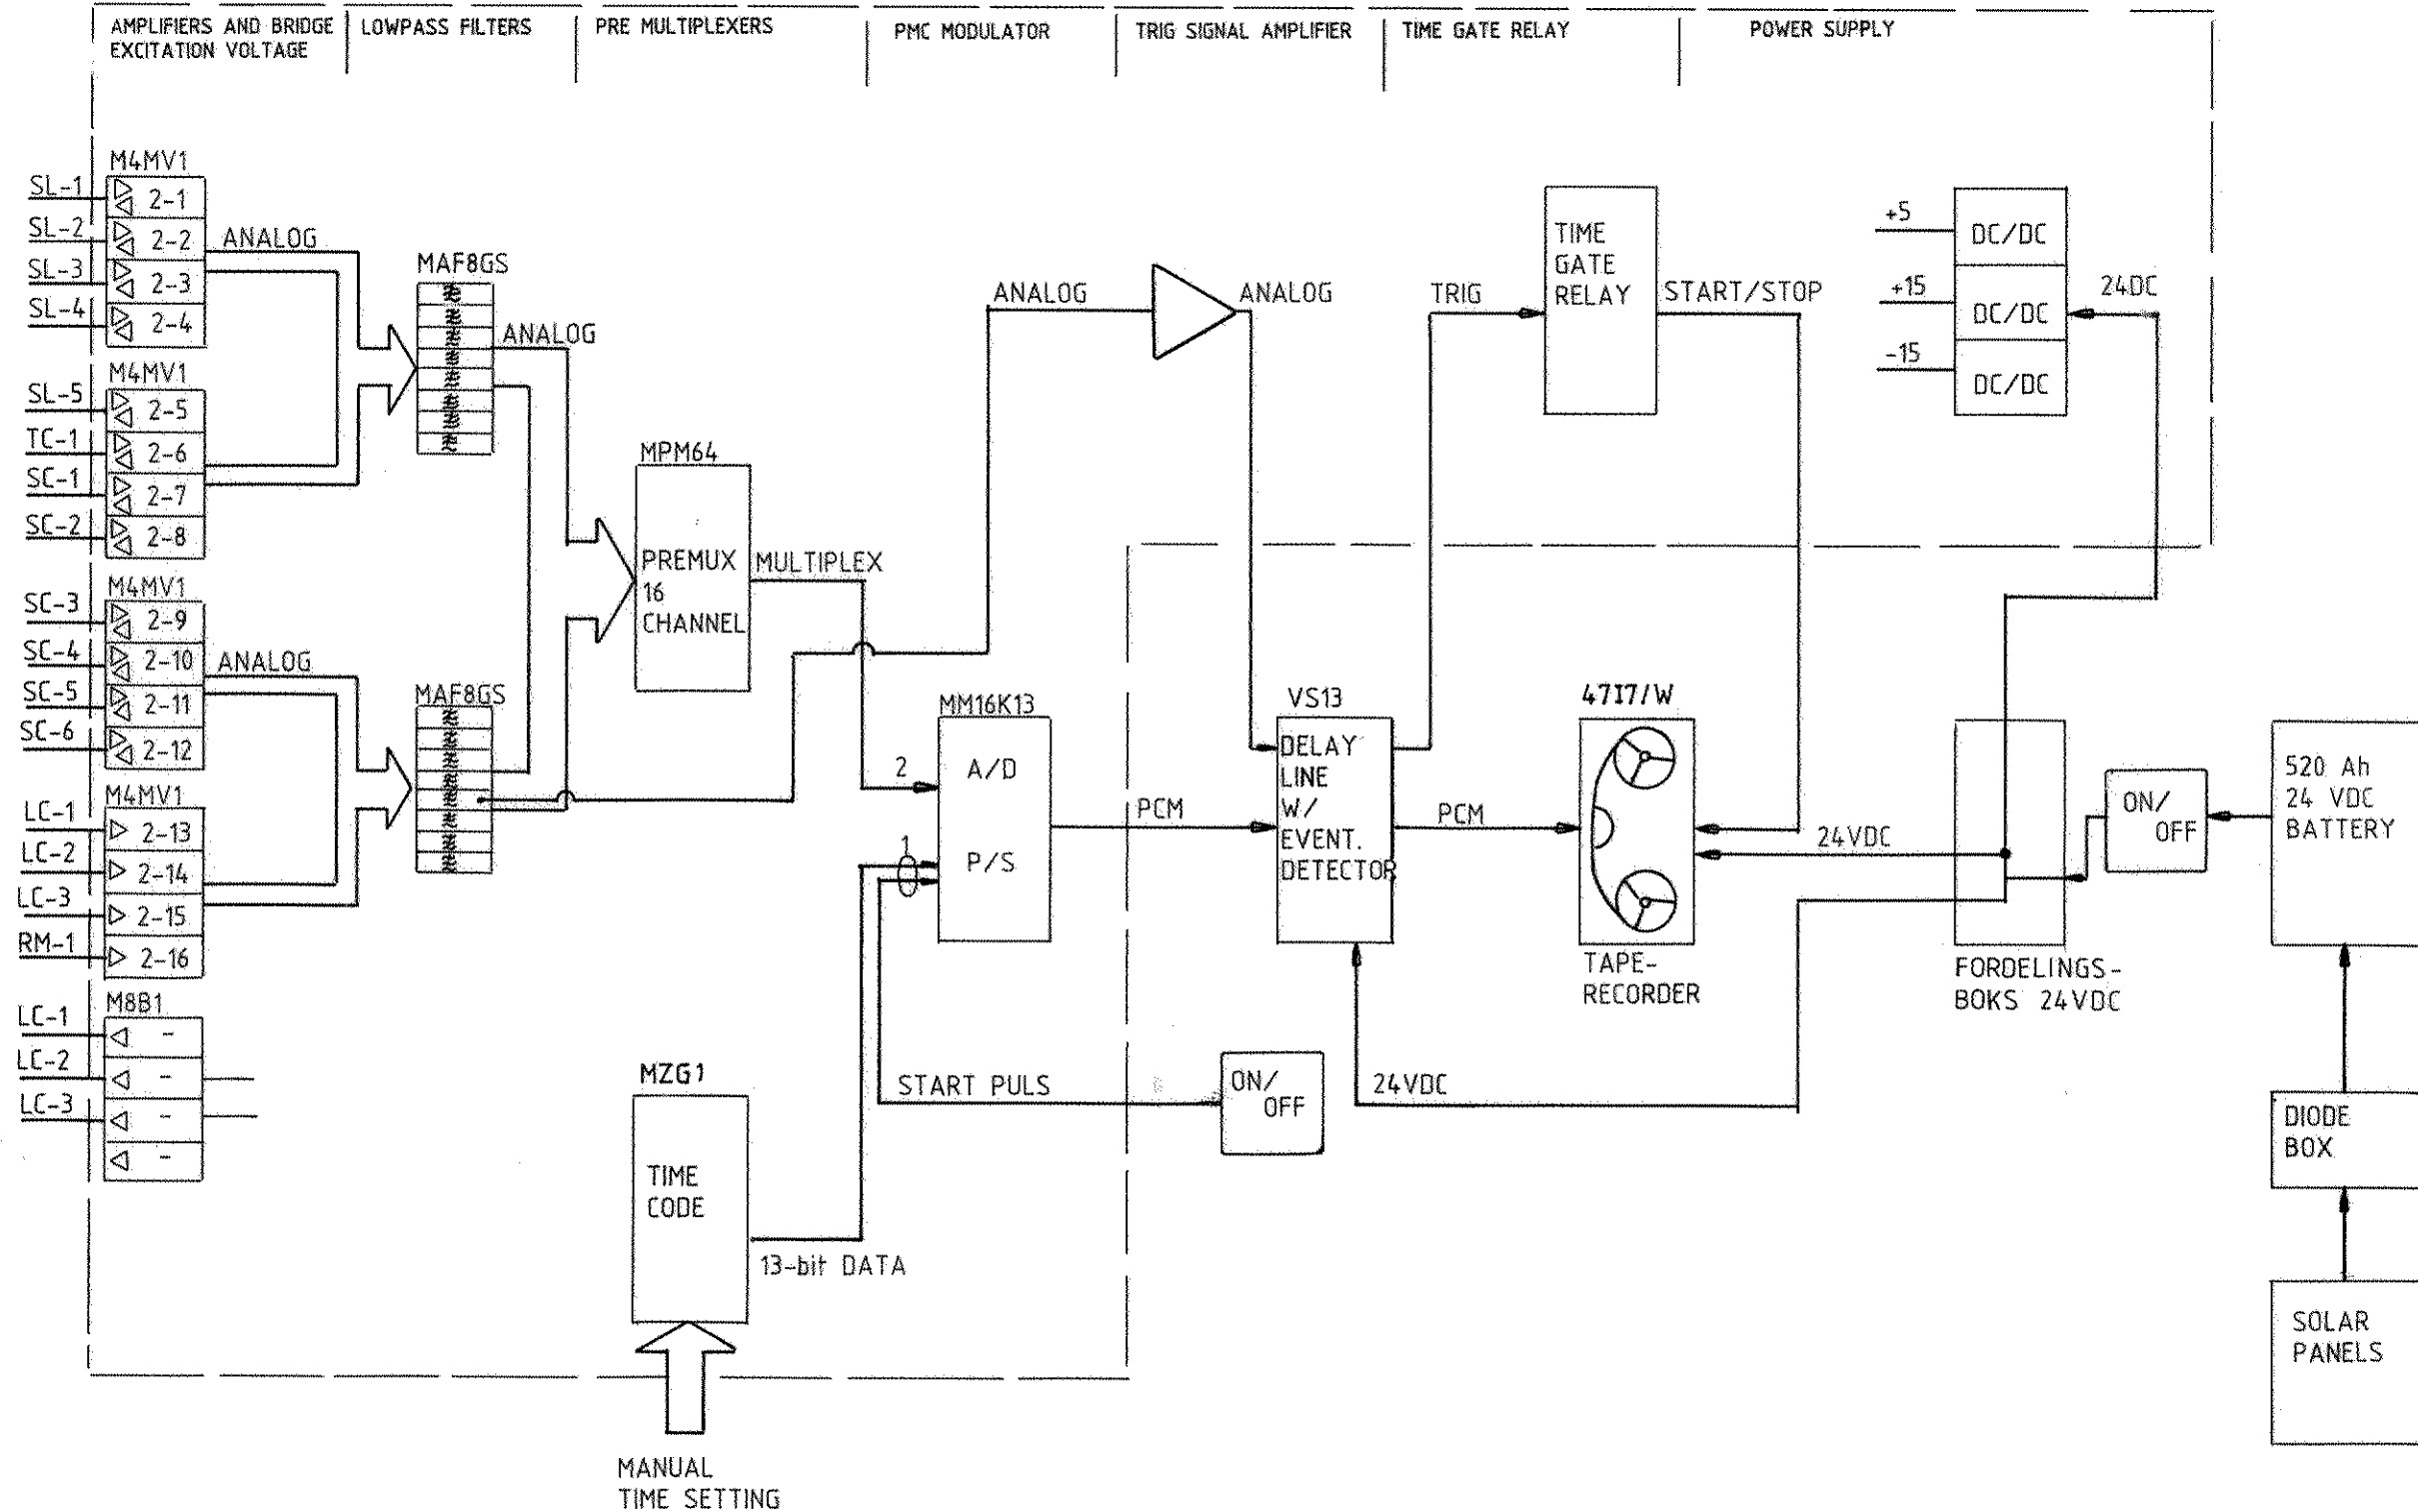 AMPLIFIERS AND BRIDGE
EXCITATION VOLTAGE
LOWPASS FILTERS
PRE MULTIPLEXERS
PMC MODULATOR
TRIG SIGNAL AMPLIFIER
TIME GATE RELAY
POWER SUPPLY
M4MV1
SL-1
2-1
SL-2
2-2
SL-3
2-3
SL-4
2-4
ANALOG
M4MV1
SL-5
2-5
TC-1
2-6
SC-1
2-7
SC-2
2-8
M4MV1
SC-3
2-9
SC-4
2-10
SC-5
2-11
SC-6
2-12
ANALOG
M4MV1
LC-1
2-13
LC-2
2-14
LC-3
2-15
RM-1
2-16
M8B1
LC-1
-
LC-2
-
LC-3
-
-
MAF8GS
ANALOG
MAF8GS
MPM64
PREMUX
16
CHANNEL
MULTIPLEX
MZG1
TIME
CODE
13-bit DATA
MANUAL
TIME SETTING
MM16K13
2
A/D
1
P/S
START PULS
ON/
OFF
ANALOG
ANALOG
PCM
VS13
DELAY
LINE
W/
EVENT.
DETECTOR
TRIG
TIME
GATE
RELAY
START/STOP
PCM
47I7/W
TAPE-
RECORDER
24VDC
24VDC
+5
DC/DC
+15
DC/DC
-15
DC/DC
24DC
FORDELINGS-
BOKS 24VDC
ON/
OFF
520 Ah
24 VDC
BATTERY
DIODE
BOX
SOLAR
PANELS